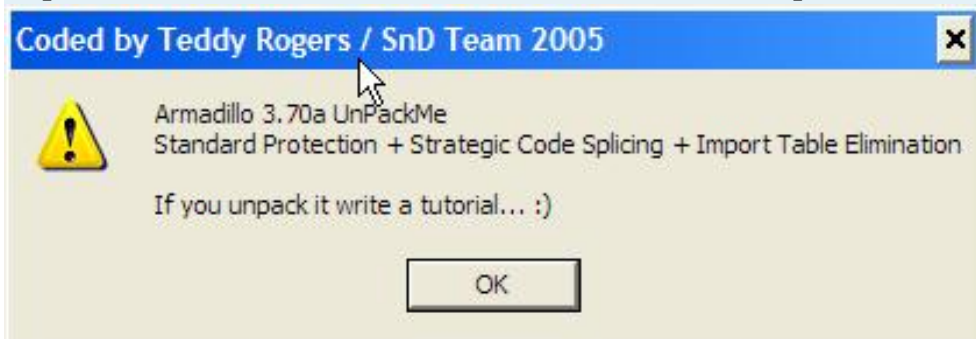 Coded by Teddy Rogers / SnD Team 2005
Armadillo 3.70a UnPackMe
Standard Protection + Strategic Code Splicing + Import Table Elimination
If you unpack it write a tutorial... :)
OK